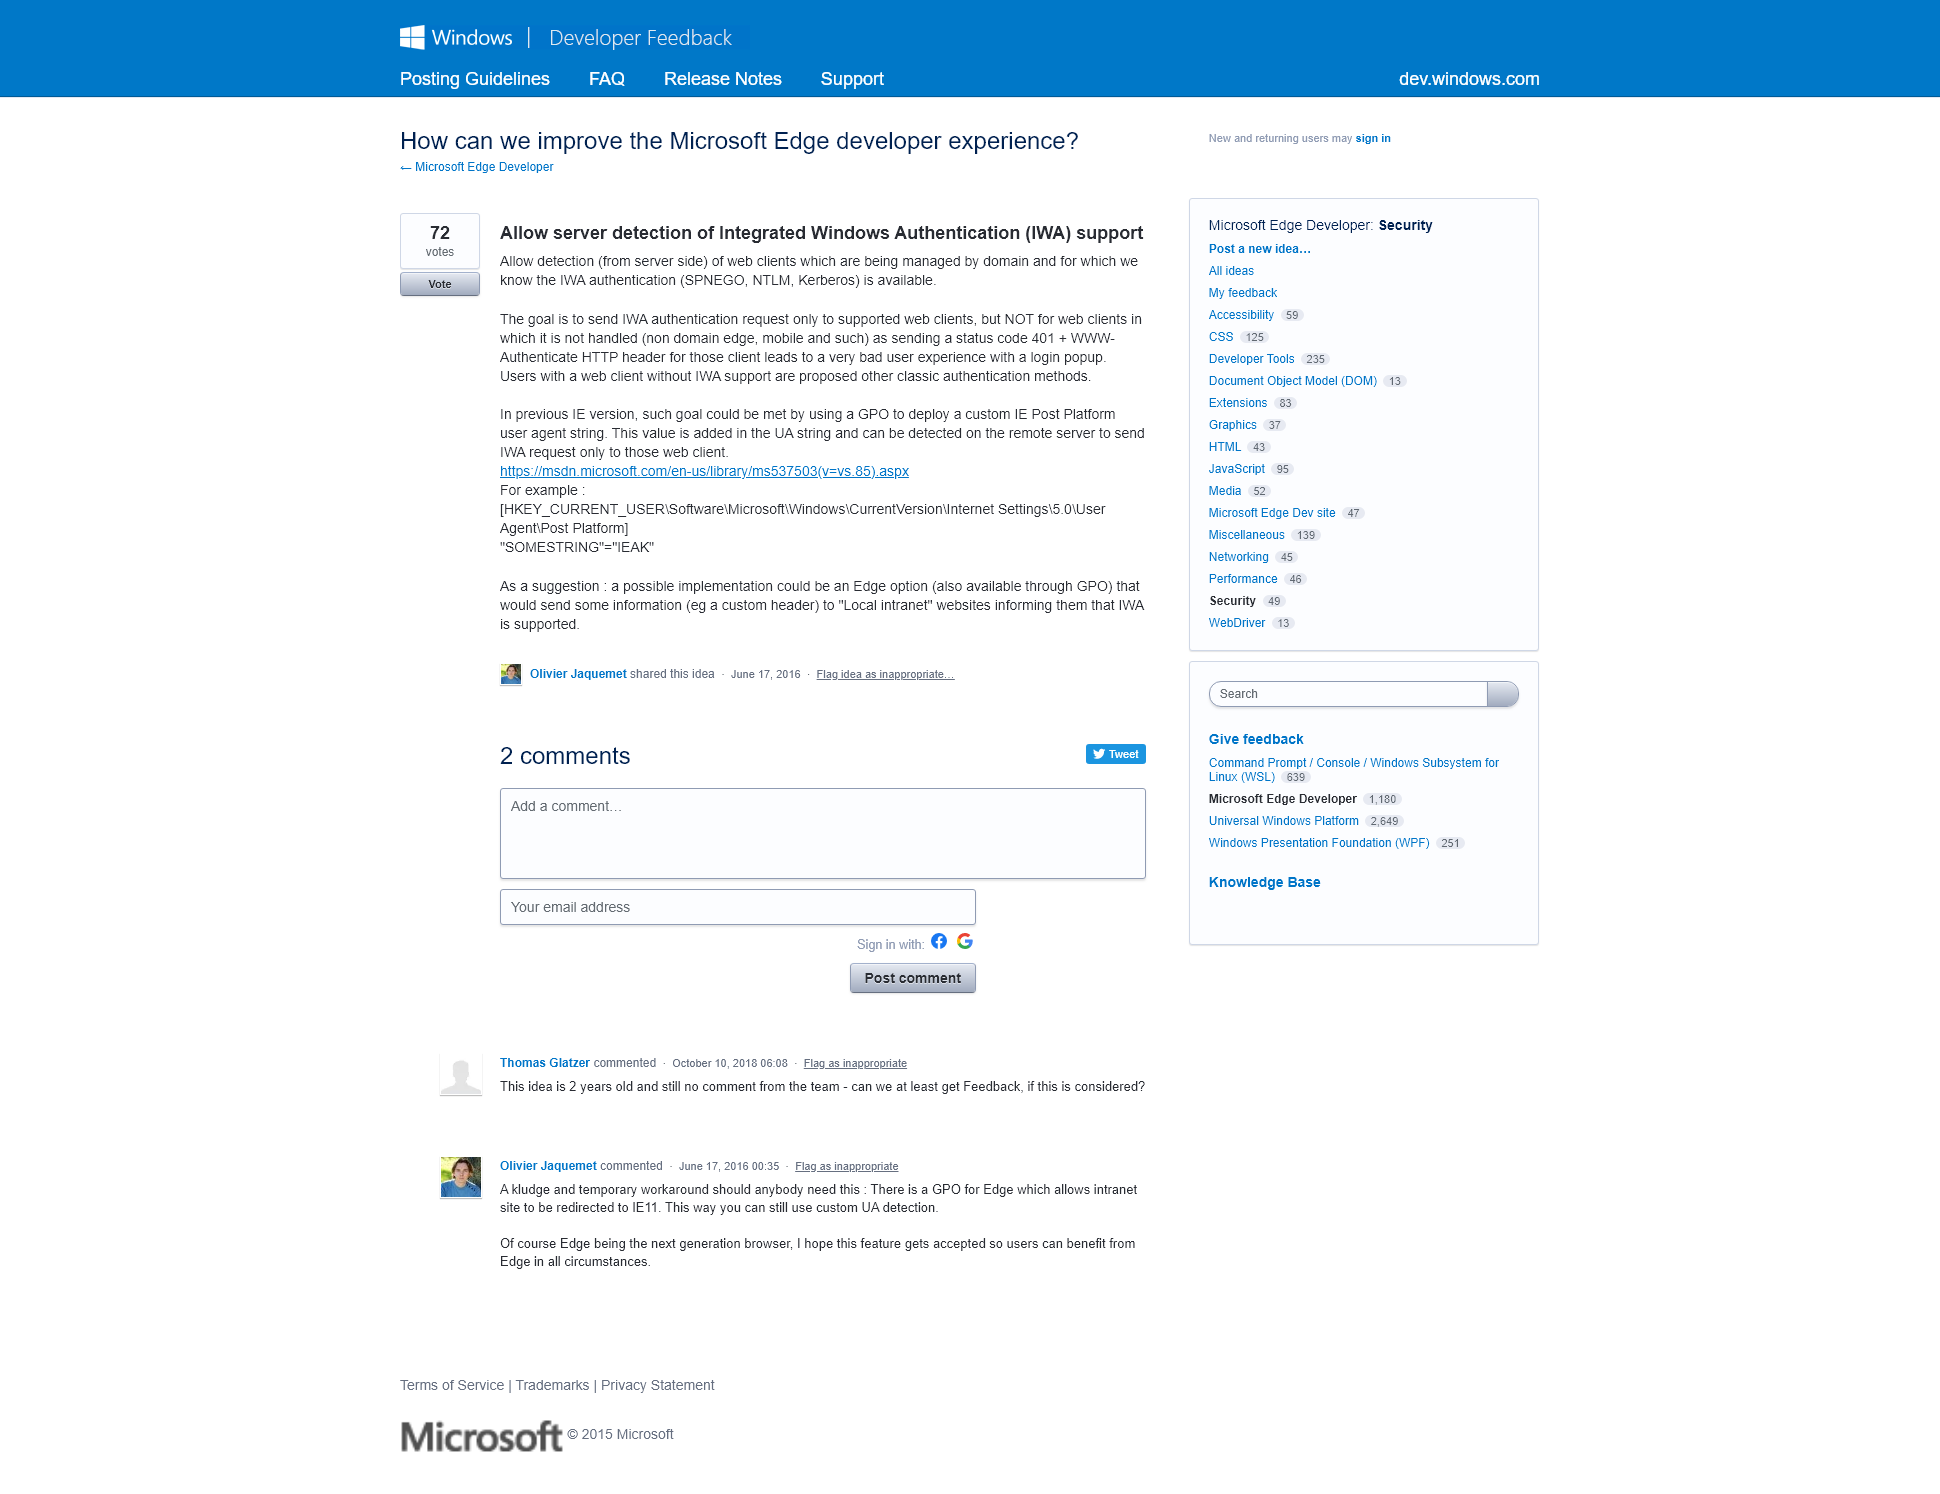 Windows | Developer Feedback
Posting Guidelines FAQ Release Notes Support dev.windows.com
How can we improve the Microsoft Edge developer experience?
← Microsoft Edge Developer
New and returning users may sign in
72
votes
Vote
Allow server detection of Integrated Windows Authentication (IWA) support
Allow detection (from server side) of web clients which are being managed by domain and for which we
know the IWA authentication (SPNEGO, NTLM, Kerberos) is available.
The goal is to send IWA authentication request only to supported web clients, but NOT for web clients in
which it is not handled (non domain edge, mobile and such) as sending a status code 401 + WWW-
Authenticate HTTP header for those client leads to a very bad user experience with a login popup.
Users with a web client without IWA support are proposed other classic authentication methods.
In previous IE version, such goal could be met by using a GPO to deploy a custom IE Post Platform
user agent string. This value is added in the UA string and can be detected on the remote server to send
IWA request only to those web client.
https://msdn.microsoft.com/en-us/library/ms537503(v=vs.85).aspx
For example :
[HKEY_CURRENT_USER\Software\Microsoft\Windows\CurrentVersion\Internet Settings\5.0\User
Agent\Post Platform]
"SOMESTRING"="IEAK"
As a suggestion : a possible implementation could be an Edge option (also available through GPO) that
would send some information (eg a custom header) to "Local intranet" websites informing them that IWA
is supported.
Olivier Jaquemet shared this idea · June 17, 2016 · Flag idea as inappropriate…
2 comments
Tweet
Add a comment…
Your email address
Sign in with:
Post comment
Thomas Glatzer commented · October 10, 2018 06:08 · Flag as inappropriate
This idea is 2 years old and still no comment from the team - can we at least get Feedback, if this is considered?
Olivier Jaquemet commented · June 17, 2016 00:35 · Flag as inappropriate
A kludge and temporary workaround should anybody need this : There is a GPO for Edge which allows intranet
site to be redirected to IE11. This way you can still use custom UA detection.
Of course Edge being the next generation browser, I hope this feature gets accepted so users can benefit from
Edge in all circumstances.
Microsoft Edge Developer: Security
Post a new idea…
All ideas
My feedback
Accessibility 59
CSS 125
Developer Tools 235
Document Object Model (DOM) 13
Extensions 83
Graphics 37
HTML 43
JavaScript 95
Media 52
Microsoft Edge Dev site 47
Miscellaneous 139
Networking 45
Performance 46
Security 49
WebDriver 13
Search
Give feedback
Command Prompt / Console / Windows Subsystem for
Linux (WSL) 639
Microsoft Edge Developer 1,180
Universal Windows Platform 2,649
Windows Presentation Foundation (WPF) 251
Knowledge Base
Terms of Service | Trademarks | Privacy Statement
Microsoft © 2015 Microsoft